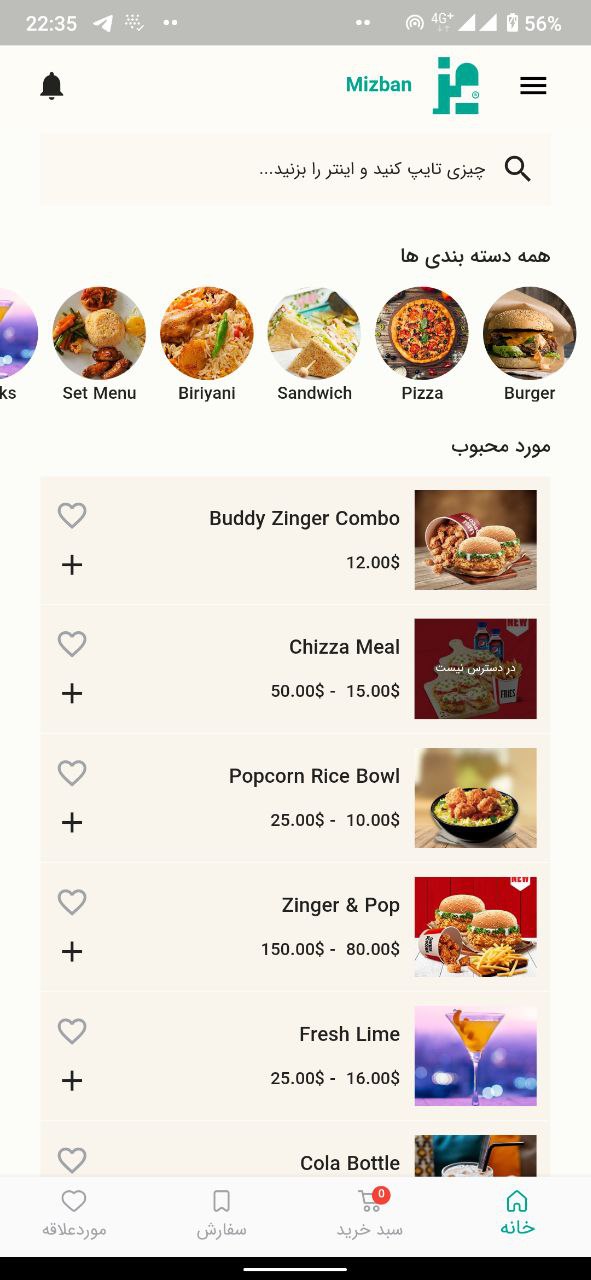 22:35
4G+
56%
Mizban
چیزی تایپ کنید و اینتر را بزنید...
همه دسته بندی ها
Burger
Pizza
Sandwich
Biriyani
Set Menu
ks
مورد محبوب
Buddy Zinger Combo
12.00$
NEW
Chizza Meal
در دسترس نیست
FRIES
50.00$ - 15.00$
Popcorn Rice Bowl
25.00$ - 10.00$
NEW
Zinger & Pop
150.00$ - 80.00$
Fresh Lime
25.00$ - 16.00$
Cola Bottle
0
خانه
سبد خرید
سفارش
موردعلاقه